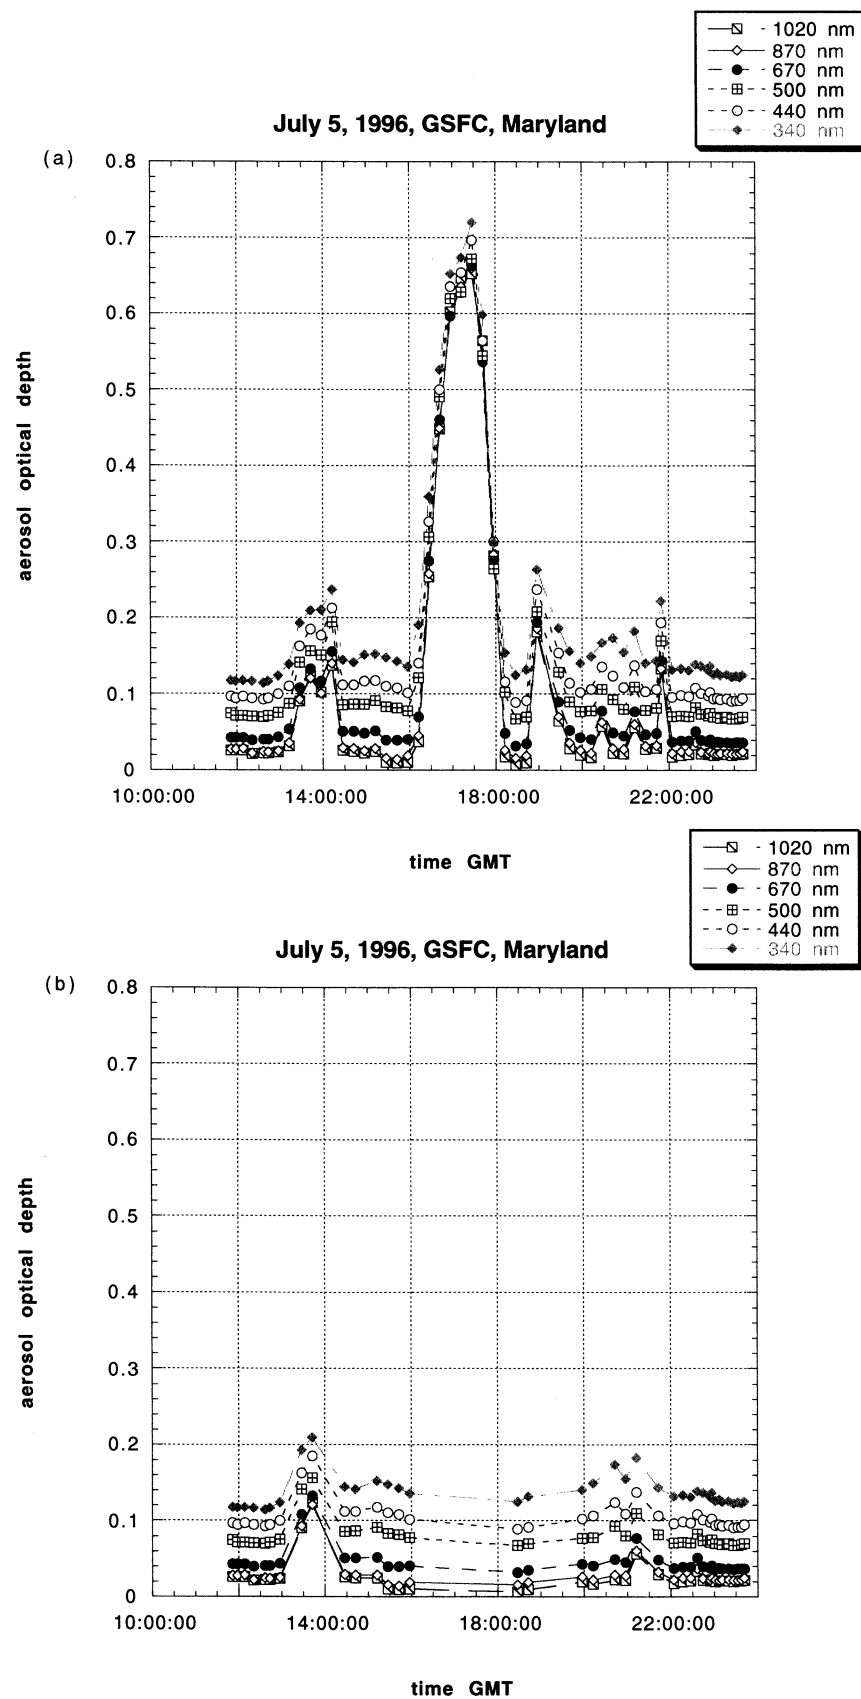 1020 nm
870 nm
670 nm
500 nm
440 nm
340 nm
July 5, 1996, GSFC, Maryland
(a)
0.8
0.7
0.6
0.5
0.4
0.3
0.2
0.1
0
aerosol optical depth
10:00:00 14:00:00 18:00:00 22:00:00
time GMT
1020 nm
870 nm
670 nm
500 nm
440 nm
340 nm
July 5, 1996, GSFC, Maryland
(b)
0.8
0.7
0.6
0.5
0.4
0.3
0.2
0.1
0
aerosol optical depth
10:00:00 14:00:00 18:00:00 22:00:00
time GMT